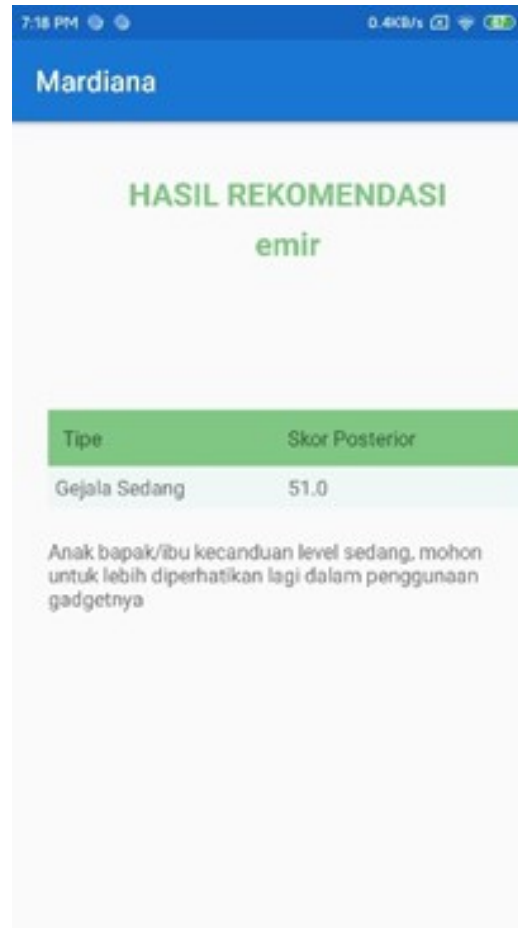 7:18 PM 0.4KB/s 67
Mardiana
HASIL REKOMENDASI
emir
Tipe Skor Posterior
Gejala Sedang 51.0
Anak bapak/ibu kecanduan level sedang, mohon
untuk lebih diperhatikan lagi dalam penggunaan
gadgetnya